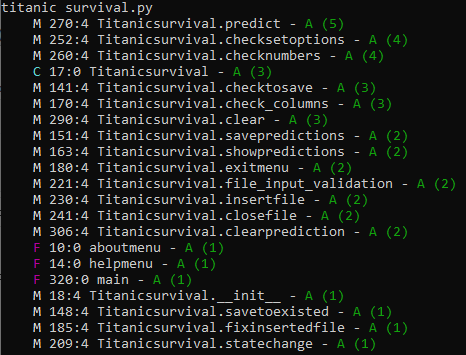 titanic survival.py
M 270:4 Titanicsurvival.predict - A (5)
M 252:4 Titanicsurvival.checksetoptions - A (4)
M 260:4 Titanicsurvival.checknumbers - A (4)
C 17:0 Titanicsurvival - A (3)
M 141:4 Titanicsurvival.checktosave - A (3)
M 170:4 Titanicsurvival.check_columns - A (3)
M 290:4 Titanicsurvival.clear - A (3)
M 151:4 Titanicsurvival.savepredictions - A (2)
M 163:4 Titanicsurvival.showpredictions - A (2)
M 180:4 Titanicsurvival.exitmenu - A (2)
M 221:4 Titanicsurvival.file_input_validation - A (2)
M 230:4 Titanicsurvival.insertfile - A (2)
M 241:4 Titanicsurvival.closefile - A (2)
M 306:4 Titanicsurvival.clearprediction - A (2)
F 10:0 aboutmenu - A (1)
F 14:0 helpmenu - A (1)
F 320:0 main - A (1)
M 18:4 Titanicsurvival.__init__ - A (1)
M 148:4 Titanicsurvival.savetoexisted - A (1)
M 185:4 Titanicsurvival.fixinsertedfile - A (1)
M 209:4 Titanicsurvival.statechange - A (1)